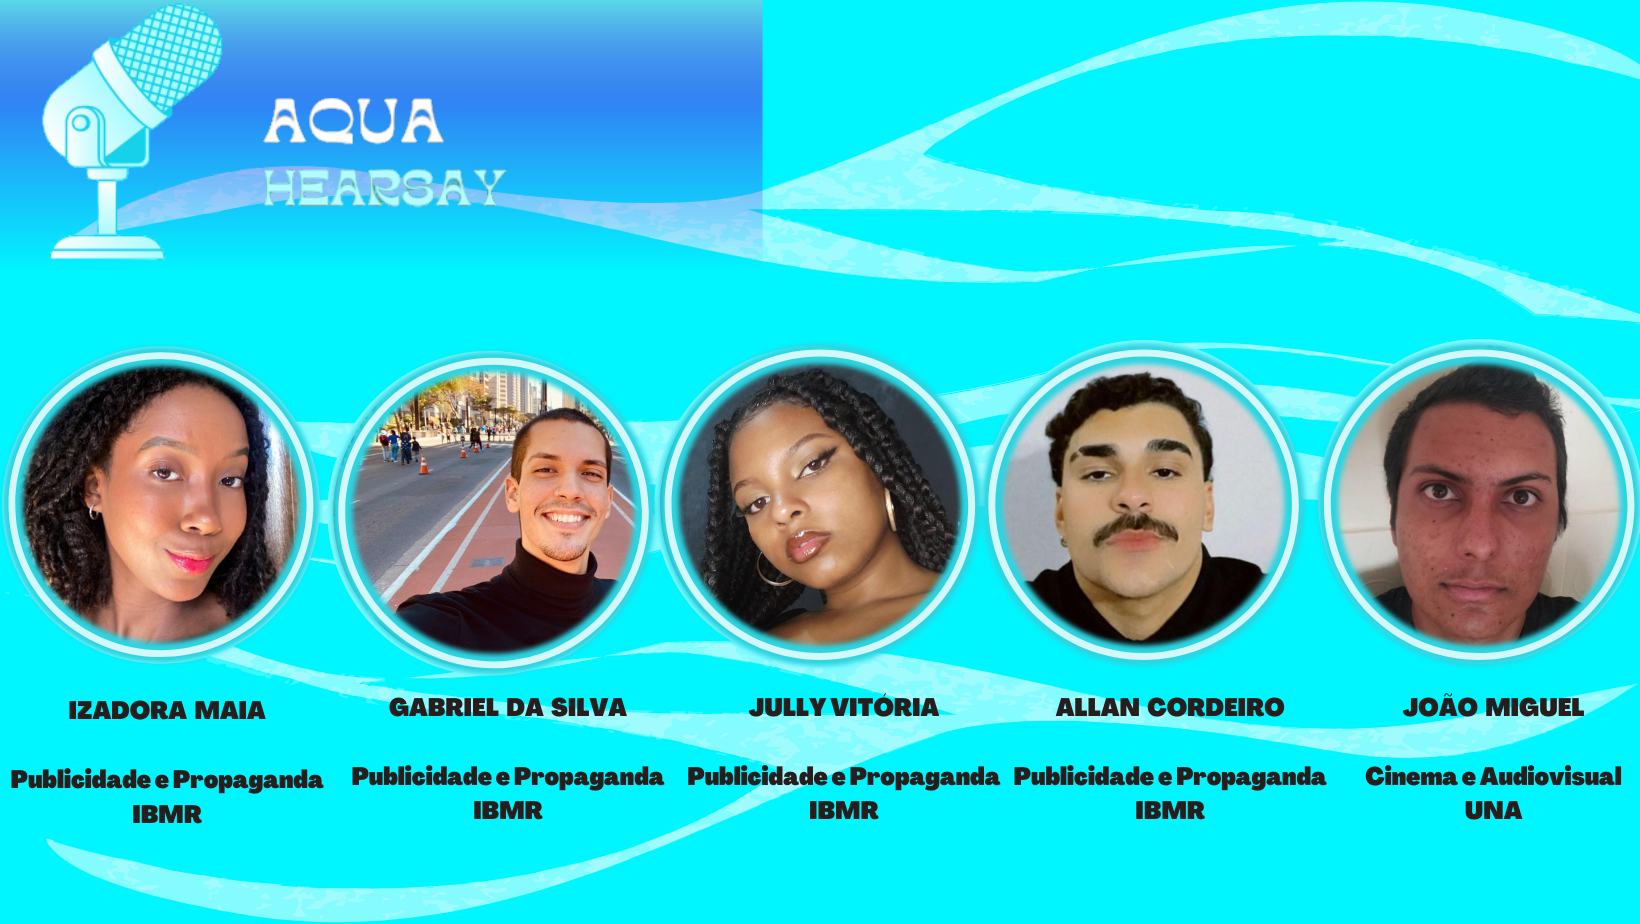 AQUA
HEARSAY
IZADORA MAIA
Publicidade e Propaganda
IBMR
GABRIEL DA SILVA
Publicidade e Propaganda
IBMR
JULLY VITÓRIA
Publicidade e Propaganda
IBMR
ALLAN CORDEIRO
Publicidade e Propaganda
IBMR
JOÃO MIGUEL
Cinema e Audiovisual
UNA